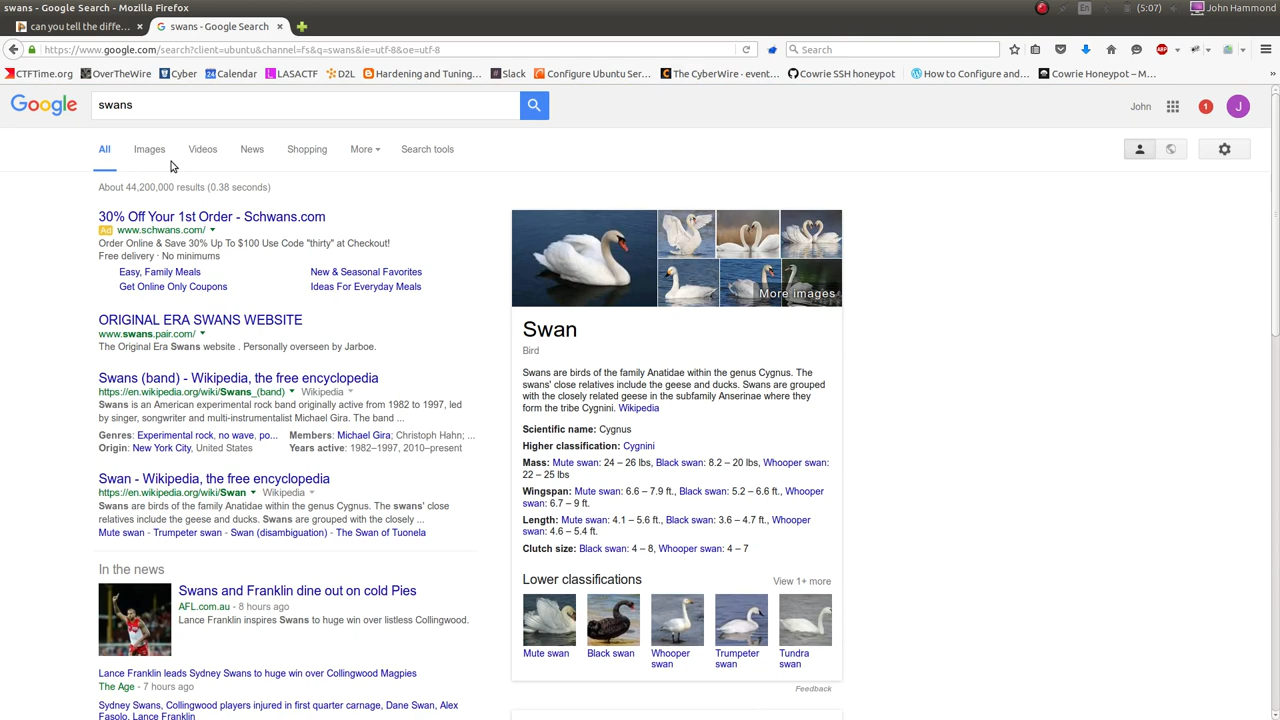 swans - Google Search - Mozilla Firefox
En
(5:07)
John Hammond
can you tell the diffe... ×
G swans - Google Search ×
https://www.google.com/search?client=ubuntu&channel=fs&q=swans&ie=utf-8&oe=utf-8
Search
ABP
CTFTime.org
OverTheWire
Cyber
24 Calendar
LASACTF
D2L
Hardening and Tuning...
Slack
Configure Ubuntu Ser...
The CyberWire - event...
Cowrie SSH honeypot
How to Configure and...
Cowrie Honeypot – M...
»
Google
swans
John
1
J
All
Images
Videos
News
Shopping
More
Search tools
About 44,200,000 results (0.38 seconds)
30% Off Your 1st Order - Schwans.com
Ad www.schwans.com/
Order Online & Save 30% Up To $100 Use Code "thirty" at Checkout!
Free delivery · No minimums
Easy, Family Meals
New & Seasonal Favorites
Get Online Only Coupons
Ideas For Everyday Meals
ORIGINAL ERA SWANS WEBSITE
www.swans.pair.com/
The Original Era Swans website . Personally overseen by Jarboe.
Swans (band) - Wikipedia, the free encyclopedia
https://en.wikipedia.org/wiki/Swans_(band) Wikipedia
Swans is an American experimental rock band originally active from 1982 to 1997, led
by singer, songwriter and multi-instrumentalist Michael Gira. The band ...
Genres: Experimental rock, no wave, po...
Members: Michael Gira; Christoph Hahn; ...
Origin: New York City, United States
Years active: 1982–1997, 2010–present
Swan - Wikipedia, the free encyclopedia
https://en.wikipedia.org/wiki/Swan Wikipedia
Swans are birds of the family Anatidae within the genus Cygnus. The swans' close
relatives include the geese and ducks. Swans are grouped with the closely ...
Mute swan - Trumpeter swan - Swan (disambiguation) - The Swan of Tuonela
In the news
Swans and Franklin dine out on cold Pies
AFL.com.au - 8 hours ago
Lance Franklin inspires Swans to huge win over listless Collingwood.
Lance Franklin leads Sydney Swans to huge win over Collingwood Magpies
The Age - 7 hours ago
Sydney Swans, Collingwood players injured in first quarter carnage, Dane Swan, Alex
Fasolo, Lance Franklin
More images
Swan
Bird
Swans are birds of the family Anatidae within the genus Cygnus. The
swans' close relatives include the geese and ducks. Swans are grouped
with the closely related geese in the subfamily Anserinae where they
form the tribe Cygnini. Wikipedia
Scientific name: Cygnus
Higher classification: Cygnini
Mass: Mute swan: 24 – 26 lbs, Black swan: 8.2 – 20 lbs, Whooper swan:
22 – 25 lbs
Wingspan: Mute swan: 6.6 – 7.9 ft., Black swan: 5.2 – 6.6 ft., Whooper
swan: 6.7 – 9 ft.
Length: Mute swan: 4.1 – 5.6 ft., Black swan: 3.6 – 4.7 ft., Whooper
swan: 4.6 – 5.4 ft.
Clutch size: Black swan: 4 – 8, Whooper swan: 4 – 7
Lower classifications
View 1+ more
Mute swan
Black swan
Whooper
swan
Trumpeter
swan
Tundra
swan
Feedback